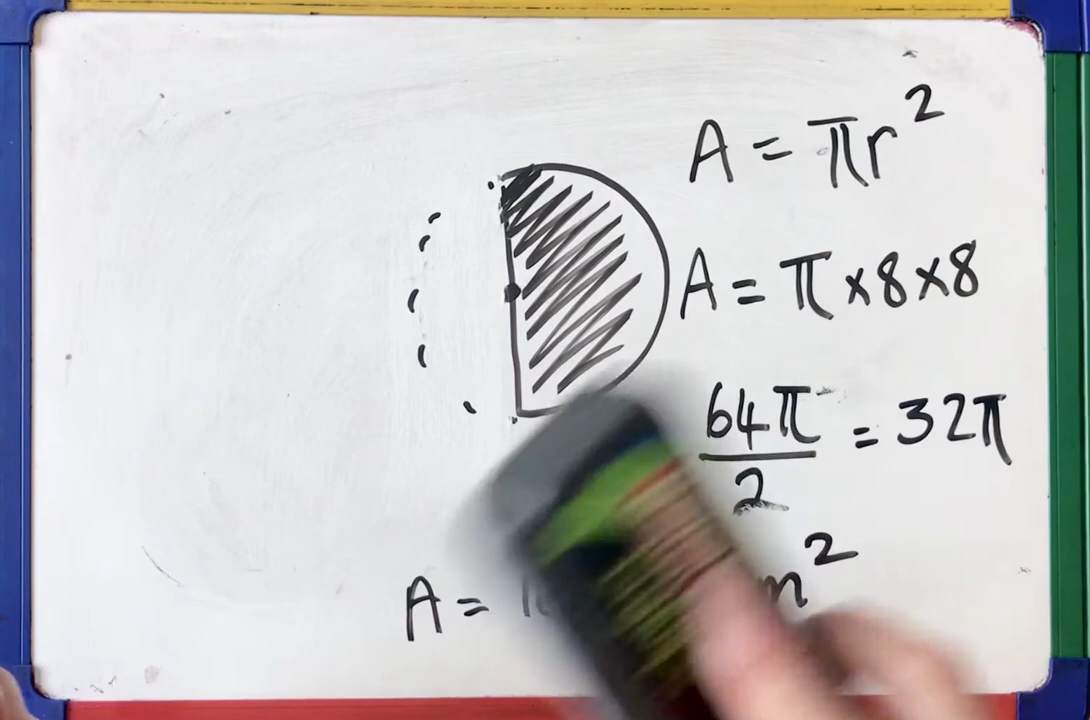 A = πr²
A = π×8×8
64π/2 = 32π
A =